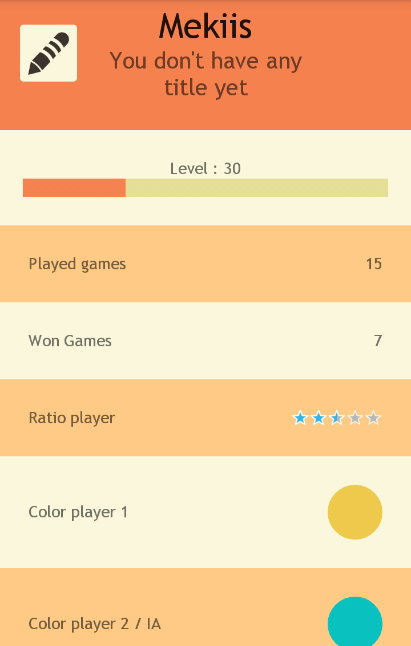 Mekiis
You don't have any
title yet
Level : 30
Played games 15
Won Games 7
Ratio player
Color player 1
Color player 2 / IA